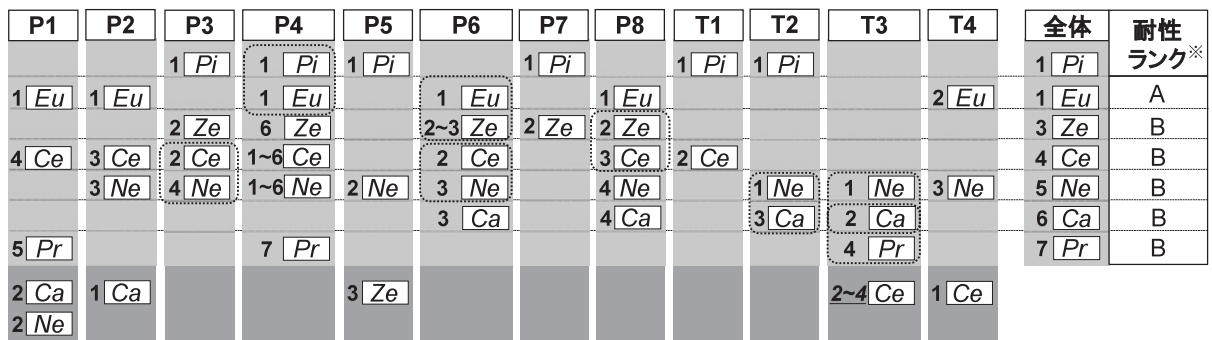 P1 P2 P3 P4 P5 P6 P7 P8 T1 T2 T3 T4 全体 耐性ランク※
1 Pi 1 Pi 1 Pi 1 Pi 1 Pi 1 Pi 1 Pi
1 Eu 1 Eu 1 Eu 1 Eu 1 Eu 2 Eu 1 Eu A
2 Ze 6 Ze 2~3 Ze 2 Ze 2 Ze 3 Ze B
4 Ce 3 Ce 2 Ce 1~6 Ce 2 Ce 3 Ce 2 Ce 4 Ce B
3 Ne 4 Ne 1~6 Ne 2 Ne 3 Ne 4 Ne 1 Ne 1 Ne 3 Ne 5 Ne B
3 Ca 4 Ca 3 Ca 2 Ca 6 Ca B
5 Pr 7 Pr 4 Pr 7 Pr B
2 Ca 1 Ca 3 Ze 2~4 Ce 1 Ce
2 Ne